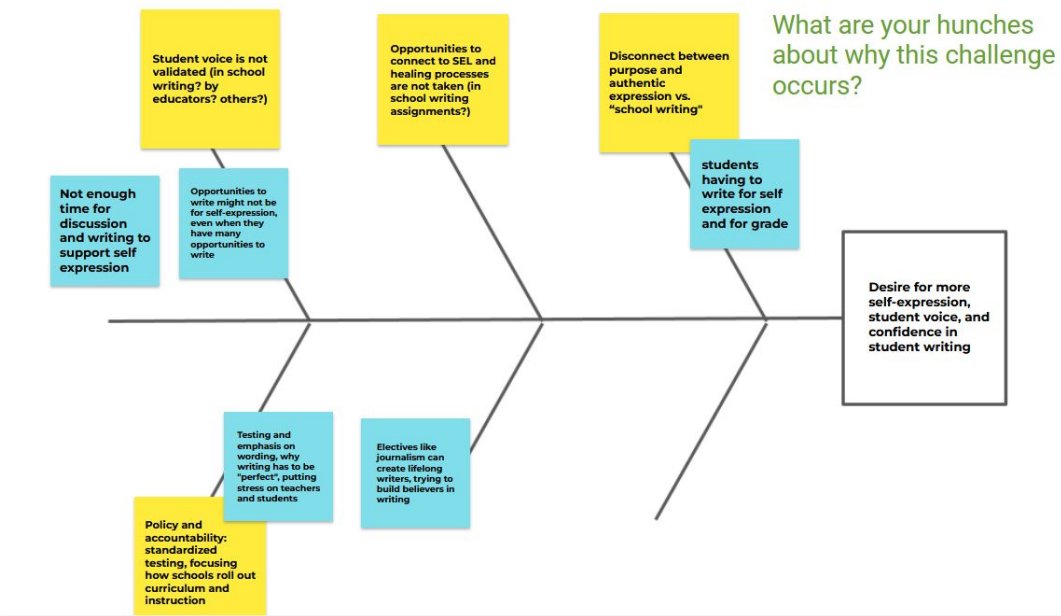 What are your hunches
about why this challenge
occurs?
Student voice is not
validated (in school
writing? by
educators? others?)
Opportunities to
connect to SEL and
healing processes
are not taken (in
school writing
assignments?)
Disconnect between
purpose and
authentic
expression vs.
“school writing"
Not enough
time for
discussion
and writing to
support self
expression
Opportunities to
write might not be
for self-expression,
even when they
have many
opportunities to
write
students
having to
write for self
expression
and for grade
Desire for more
self-expression,
student voice, and
confidence in
student writing
Testing and
emphasis on
wording, why
writing has to be
"perfect", putting
stress on teachers
and students
Electives like
journalism can
create lifelong
writers, trying to
build believers in
writing
Policy and
accountability:
standardized
testing, focusing
how schools roll out
curriculum and
instruction